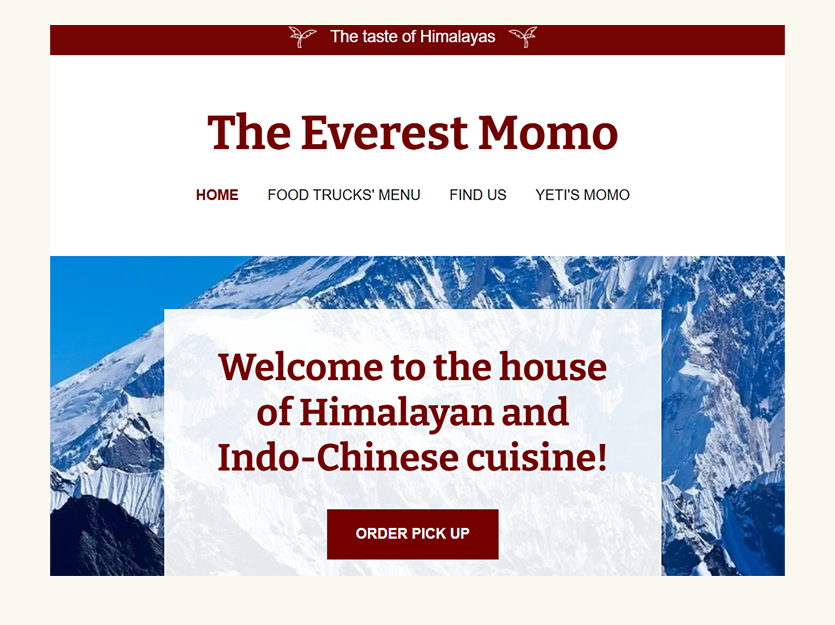 The taste of Himalayas
The Everest Momo
HOME FOOD TRUCKS' MENU FIND US YETI'S MOMO
Welcome to the house
of Himalayan and
Indo-Chinese cuisine!
ORDER PICK UP